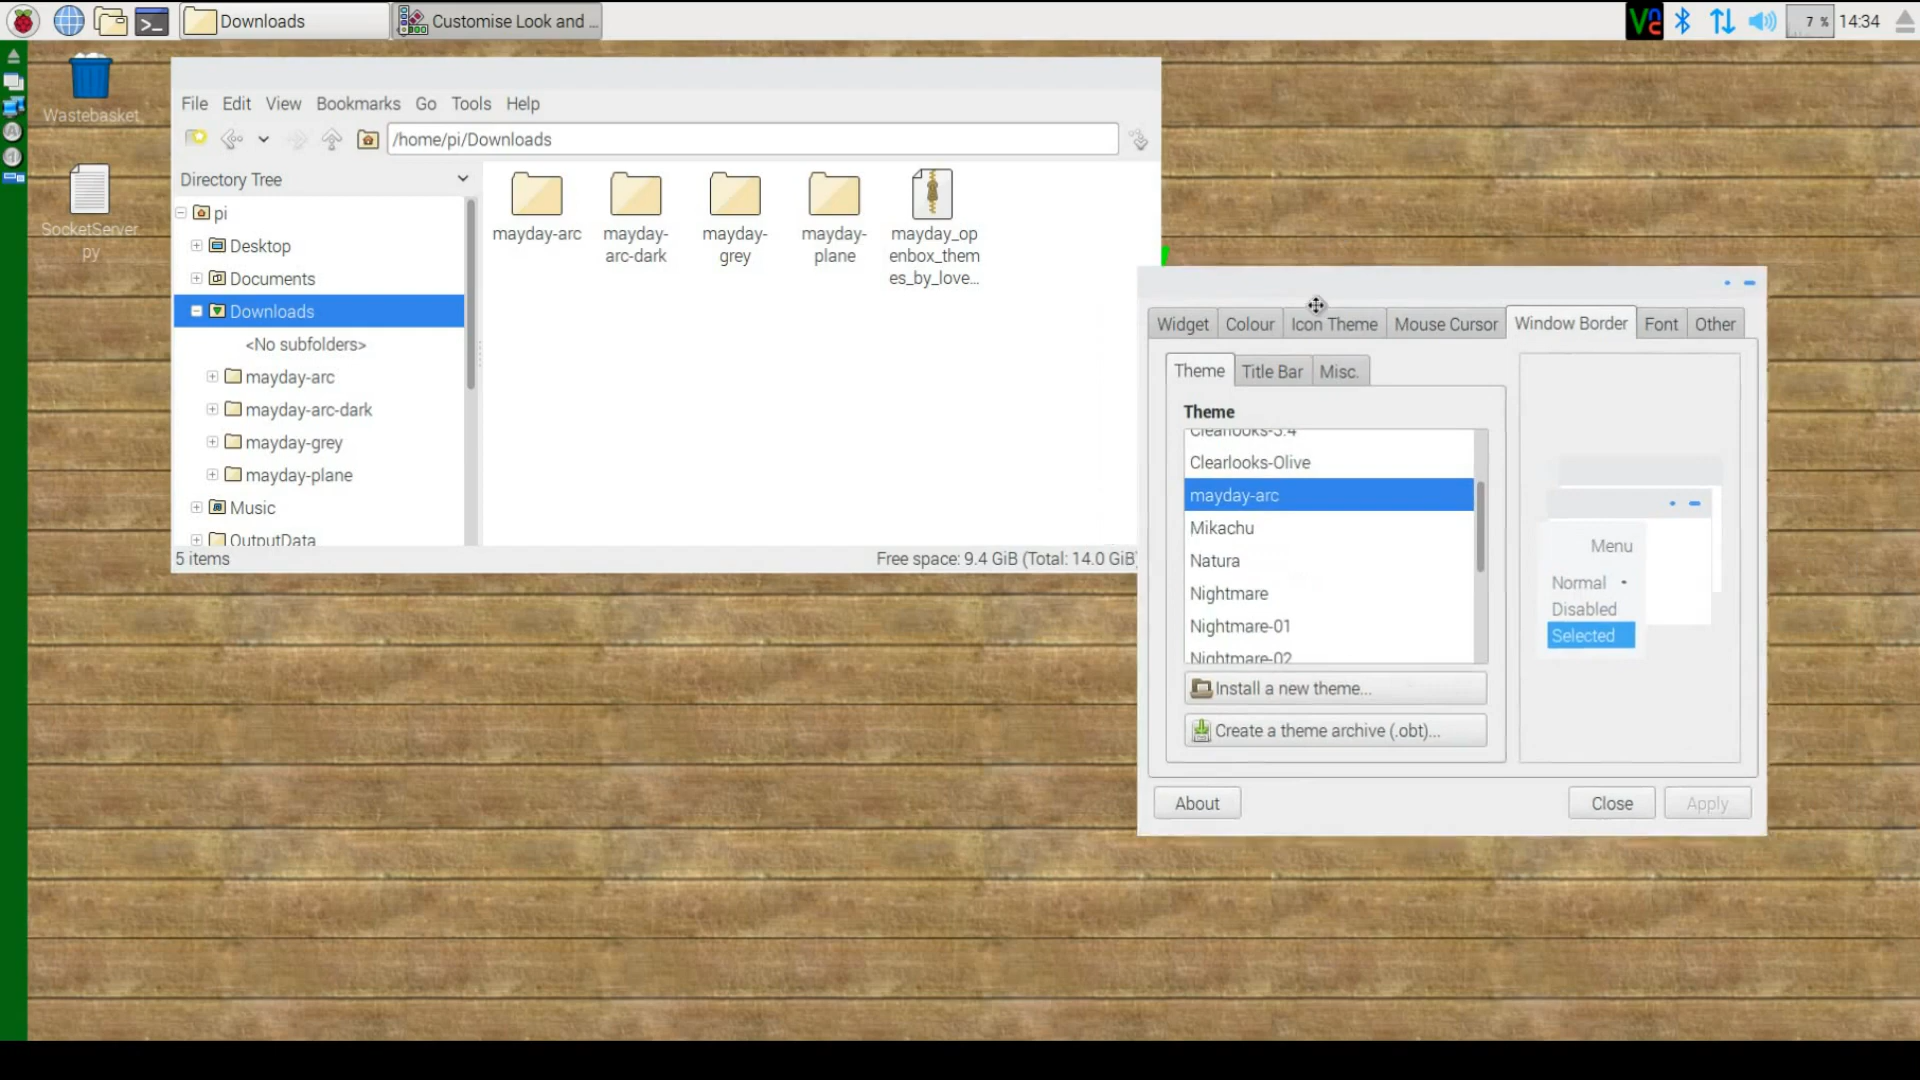 Downloads
Customise Look and ...
7 %
14:34
Wastebasket
SocketServer.
py
File Edit View Bookmarks Go Tools Help
/home/pi/Downloads
Directory Tree
pi
Desktop
Documents
Downloads
<No subfolders>
mayday-arc
mayday-arc-dark
mayday-grey
mayday-plane
Music
OutputData
mayday-arc
mayday-
arc-dark
mayday-
grey
mayday-
plane
mayday_op
enbox_them
es_by_love...
5 items
Free space: 9.4 GiB (Total: 14.0 GiB)
Widget Colour Icon Theme Mouse Cursor Window Border Font Other
Theme Title Bar Misc.
Theme
Clearlooks-3.4
Clearlooks-Olive
mayday-arc
Mikachu
Natura
Nightmare
Nightmare-01
Nightmare-02
Install a new theme...
Create a theme archive (.obt)...
Menu
Normal
Disabled
Selected
About
Close
Apply